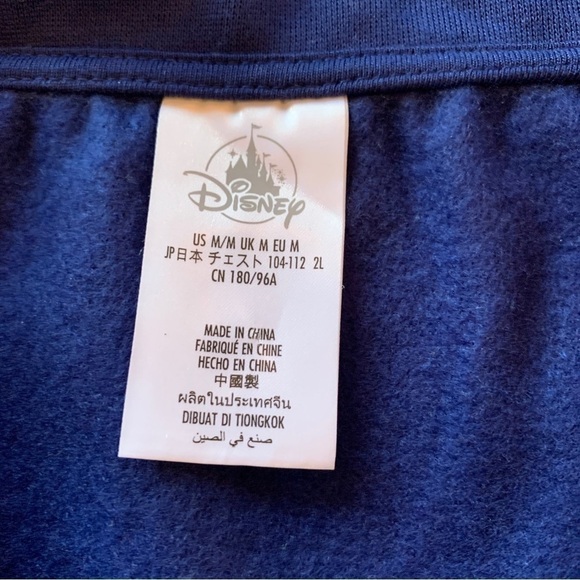 Disney
US M/M UK M EU M
JP日本 チェスト 104-112 2L
CN 180/96A
MADE IN CHINA
FABRIQUÉ EN CHINE
HECHO EN CHINA
中國製
ผลิตในประเทศจีน
DIBUAT DI TIONGKOK
صنع في الصين